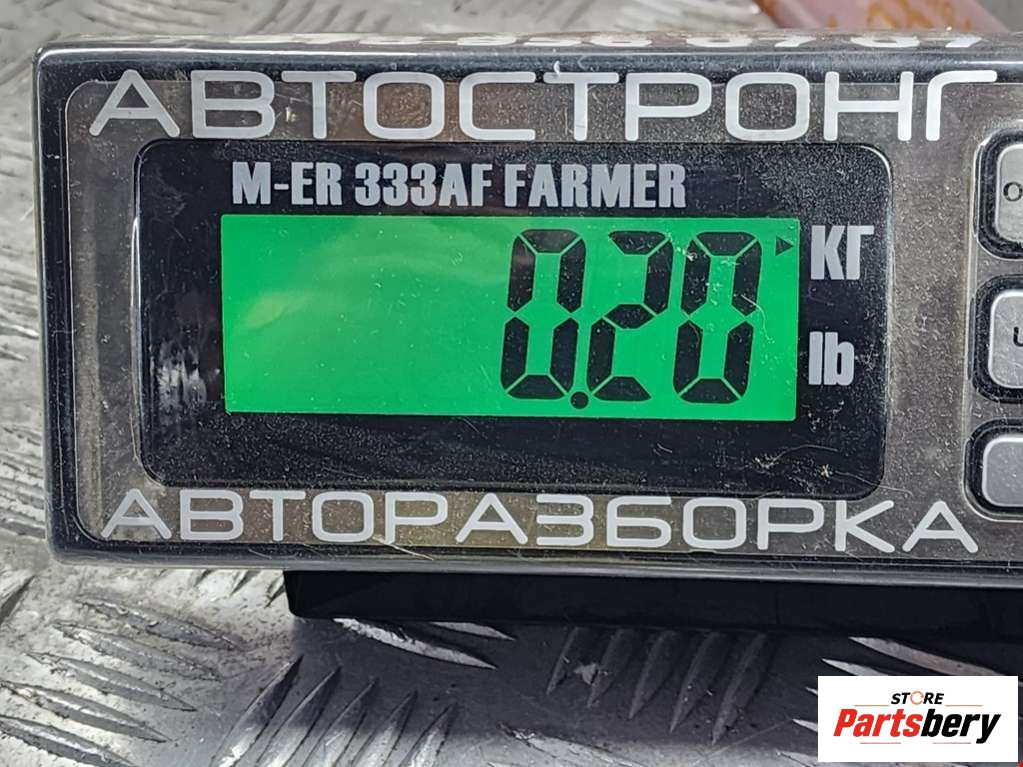 АВТОСТРОНГ
M-ER 333AF FARMER
0.20
КГ
lb
АВТОРАЗБОРКА
STORE
Partsbery